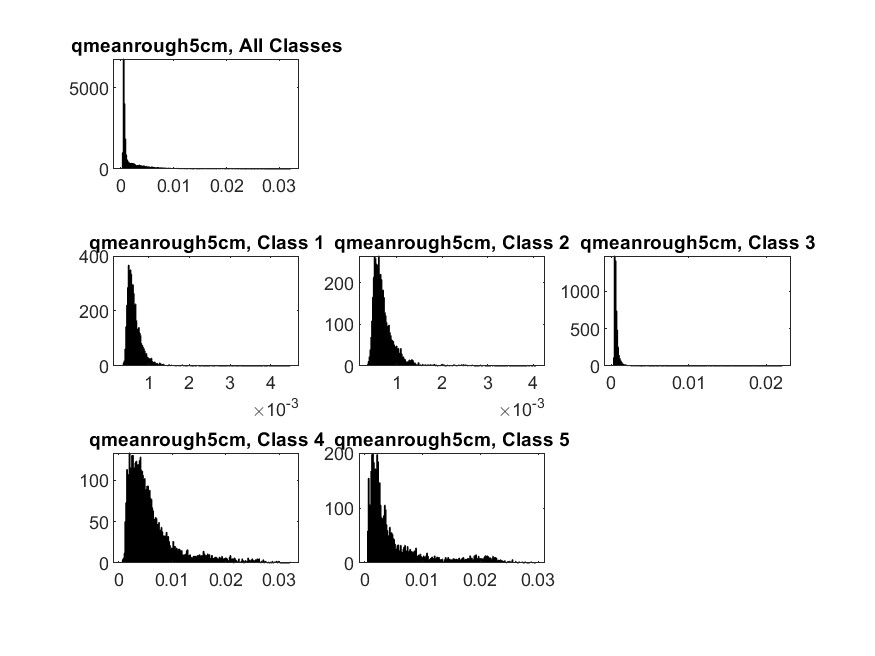 qmeanrough5cm, All Classes
5000
0
0 0.01 0.02 0.03
qmeanrough5cm, Class 1
400
200
0
1 2 3 4
×10-3
qmeanrough5cm, Class 2
200
100
0
1 2 3 4
×10-3
qmeanrough5cm, Class 3
1000
500
0
0 0.01 0.02
qmeanrough5cm, Class 4
100
50
0
0 0.01 0.02 0.03
qmeanrough5cm, Class 5
200
100
0
0 0.01 0.02 0.03